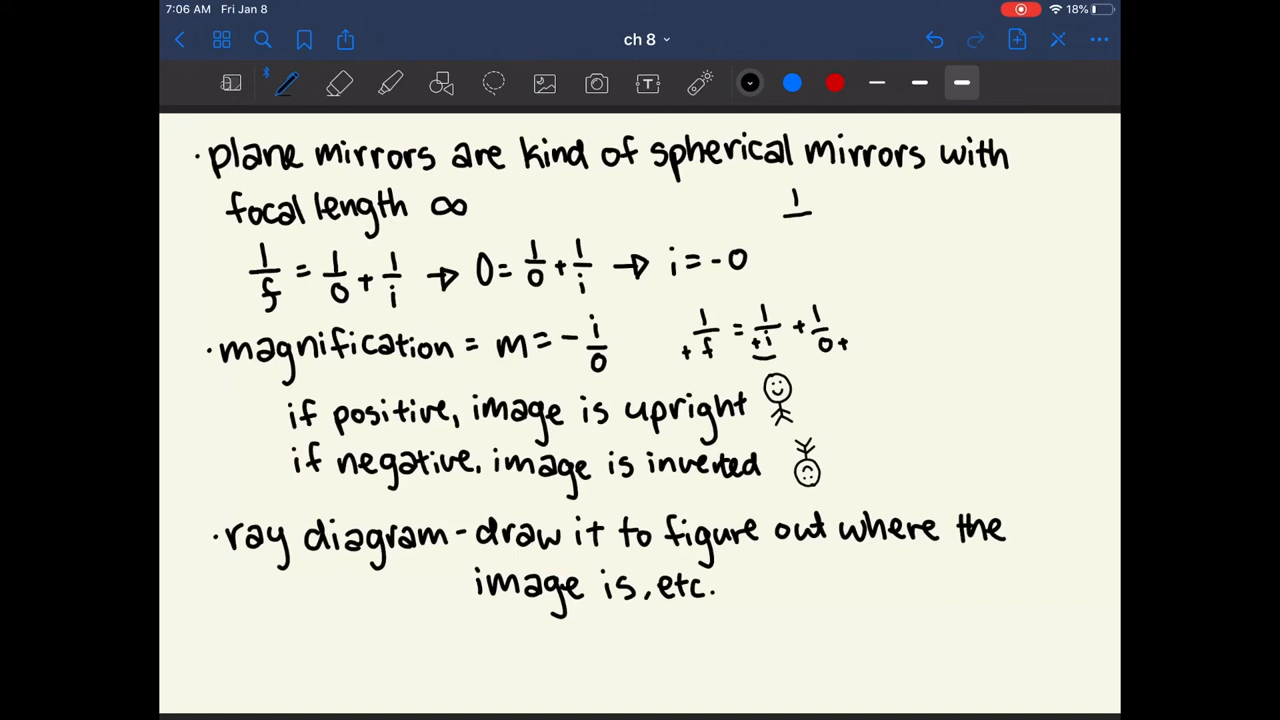 7:06 AM Fri Jan 8
18%
ch 8
T
· plane mirrors are kind of spherical mirrors with
focal length ∞
1/
1/f = 1/o + 1/i → 0 = 1/o + 1/i → i = -o
· magnification = m = - i/o
1/+f = 1/+i + 1/o+
if positive, image is upright
if negative, image is inverted
· ray diagram - draw it to figure out where the
image is, etc.